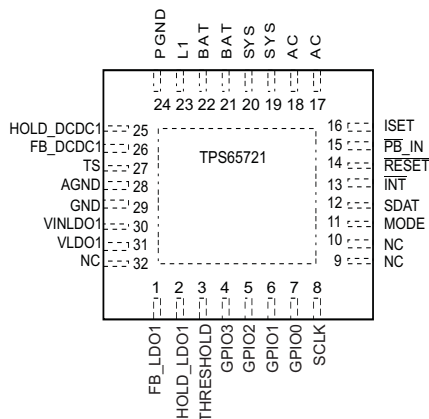 PGND L1 BAT BAT SYS SYS AC AC
24 23 22 21 20 19 18 17
HOLD_DCDC1 25
FB_DCDC1 26
TS 27
AGND 28
GND 29
VINLDO1 30
VLDO1 31
NC 32
TPS65721
16 ISET
15 PB_IN
14 RESET
13 INT
12 SDAT
11 MODE
10 NC
9 NC
1 2 3 4 5 6 7 8
FB_LDO1 HOLD_LDO1 THRESHOLD GPIO3 GPIO2 GPIO1 GPIO0 SCLK